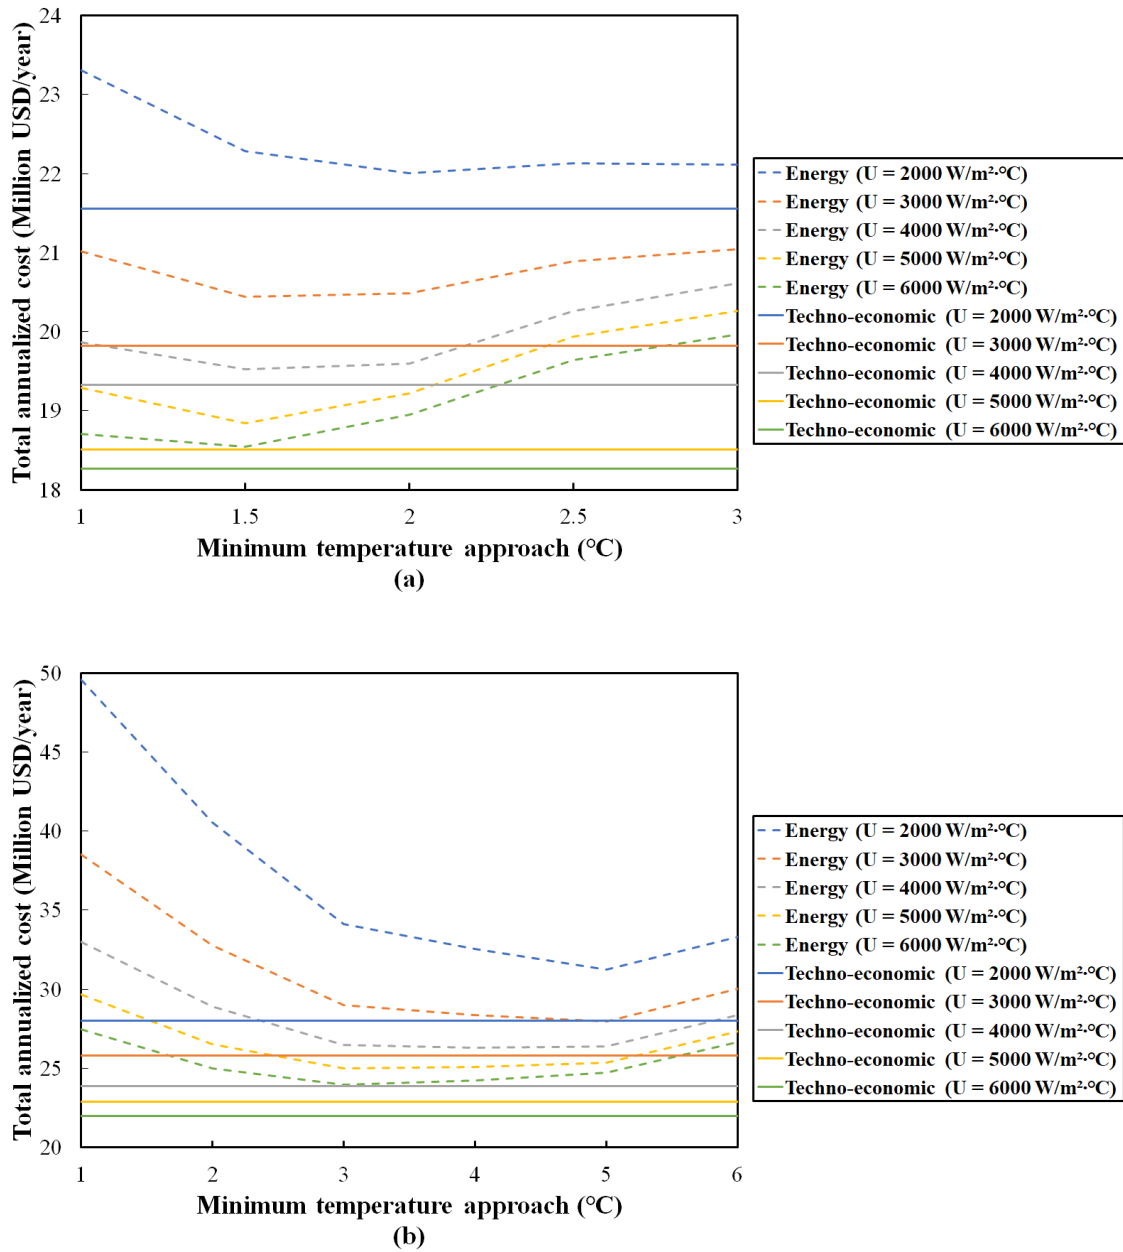 Total annualized cost (Million USD/year)
24
23
22
21
20
19
18
1 1.5 2 2.5 3
Minimum temperature approach (°C)
(a)
Energy (U = 2000 W/m²·°C)
Energy (U = 3000 W/m²·°C)
Energy (U = 4000 W/m²·°C)
Energy (U = 5000 W/m²·°C)
Energy (U = 6000 W/m²·°C)
Techno-economic (U = 2000 W/m²·°C)
Techno-economic (U = 3000 W/m²·°C)
Techno-economic (U = 4000 W/m²·°C)
Techno-economic (U = 5000 W/m²·°C)
Techno-economic (U = 6000 W/m²·°C)
Total annualized cost (Million USD/year)
50
45
40
35
30
25
20
1 2 3 4 5 6
Minimum temperature approach (°C)
(b)
Energy (U = 2000 W/m²·°C)
Energy (U = 3000 W/m²·°C)
Energy (U = 4000 W/m²·°C)
Energy (U = 5000 W/m²·°C)
Energy (U = 6000 W/m²·°C)
Techno-economic (U = 2000 W/m²·°C)
Techno-economic (U = 3000 W/m²·°C)
Techno-economic (U = 4000 W/m²·°C)
Techno-economic (U = 5000 W/m²·°C)
Techno-economic (U = 6000 W/m²·°C)